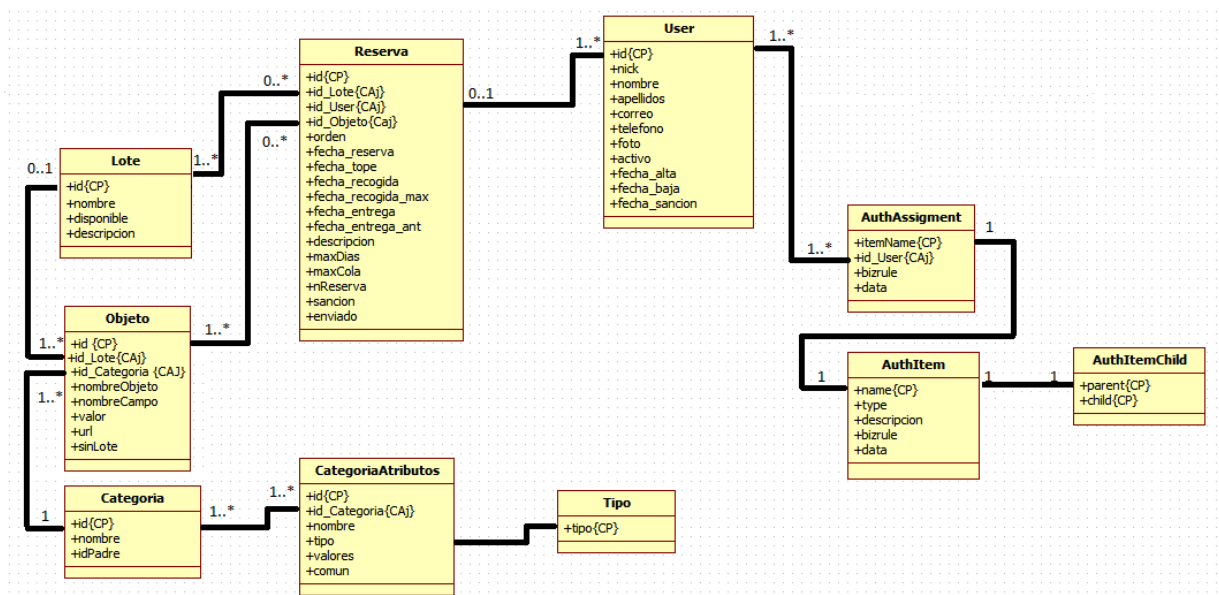 Reserva
+id{CP}
+id_Lote{CAj}
+id_User{CAj}
+id_Objeto{Caj}
+orden
+fecha_reserva
+fecha_tope
+fecha_recogida
+fecha_recogida_max
+fecha_entrega
+fecha_entrega_ant
+descripcion
+maxDias
+maxCola
+nReserva
+sancion
+enviado
0..*
0..*
0..1
User
+id{CP}
+nick
+nombre
+apellidos
+correo
+telefono
+foto
+activo
+fecha_alta
+fecha_baja
+fecha_sancion
1..*
1..*
Lote
+id{CP}
+nombre
+disponible
+descripcion
0..1
1..*
AuthAssigment
+itemName{CP}
+id_User{CAj}
+bizrule
+data
1..*
1
Objeto
+id {CP}
+id_Lote{CAj}
+id_Categoria {CAJ}
+nombreObjeto
+nombreCampo
+valor
+url
+sinLote
1..*
1..*
1..*
AuthItem
+name{CP}
+type
+descripcion
+bizrule
+data
1
1
AuthItemChild
+parent{CP}
+child{CP}
1
Categoria
+id{CP}
+nombre
+idPadre
1
1..*
CategoriaAtributos
+id{CP}
+id_Categoria{CAj}
+nombre
+tipo
+valores
+comun
1..*
Tipo
+tipo{CP}